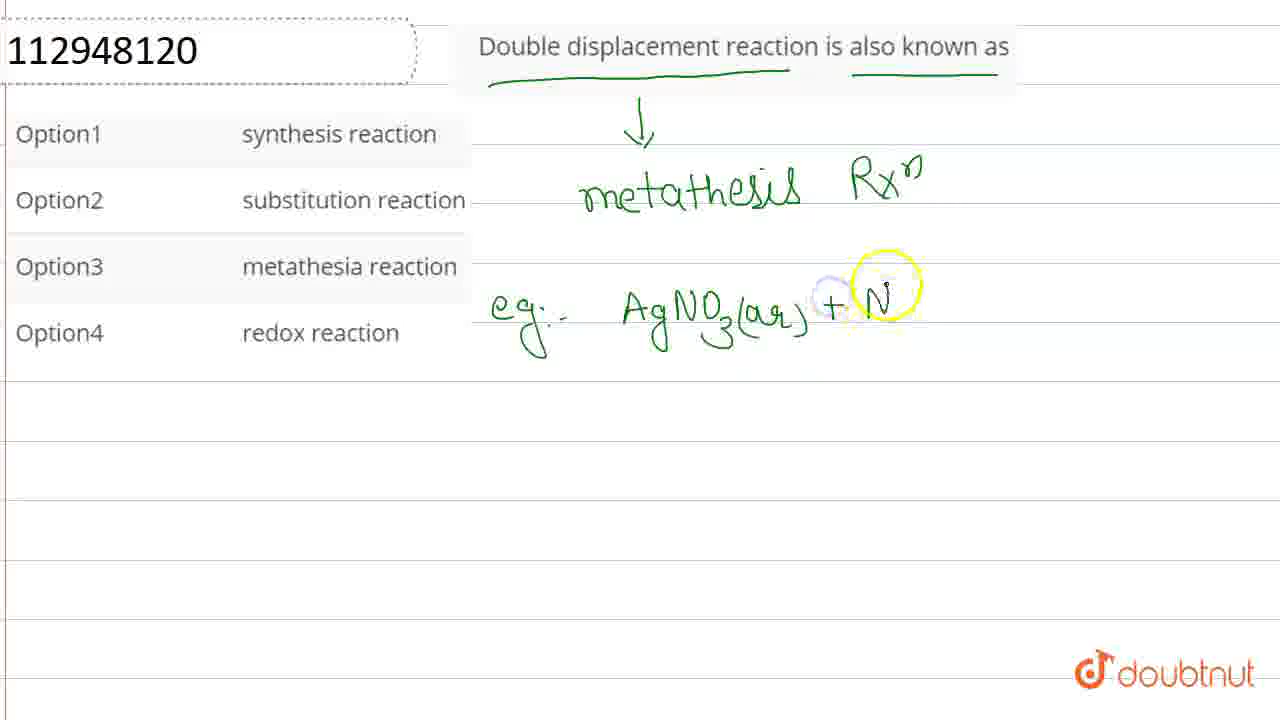 112948120
Double displacement reaction is also known as
Option1 synthesis reaction
Option2 substitution reaction
Option3 metathesia reaction
Option4 redox reaction
metathesis Rxn
eg:- AgNO3(aq) + N
doubtnut